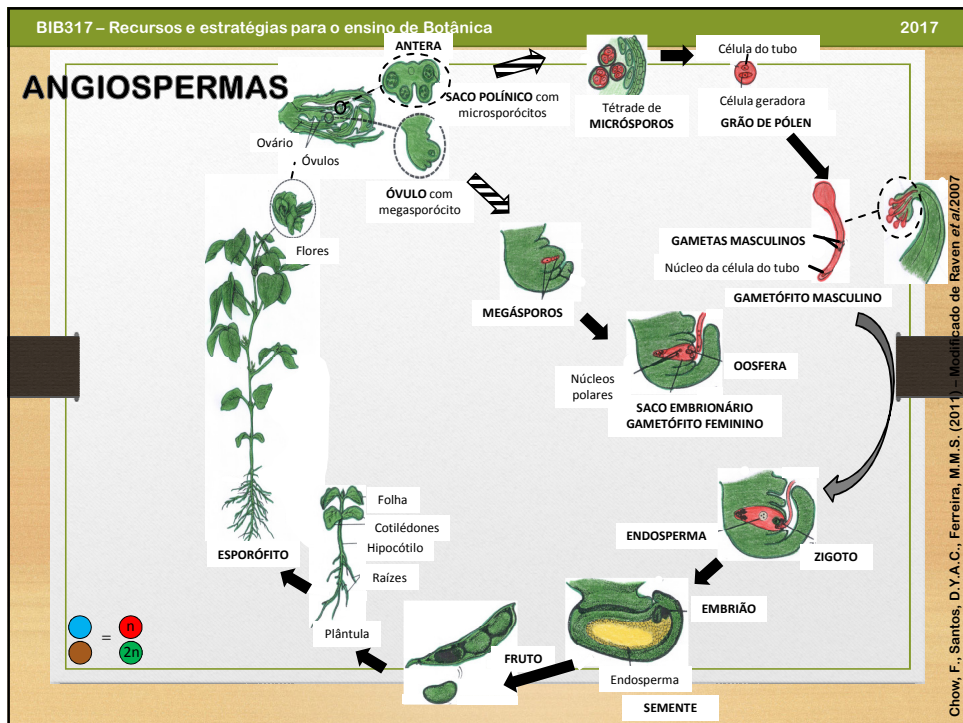 BIB317 – Recursos e estratégias para o ensino de Botânica
2017
ANGIOSPERMAS
ANTERA
SACO POLÍNICO com
microsporócitos
Tétrade de
MICRÓSPOROS
Célula do tubo
Célula geradora
GRÃO DE PÓLEN
Ovário
Óvulos
ÓVULO com
megasporócito
Flores
GAMETAS MASCULINOS
Núcleo da célula do tubo
GAMETÓFITO MASCULINO
MEGÁSPOROS
Núcleos
polares
OOSFERA
SACO EMBRIONÁRIO
GAMETÓFITO FEMININO
ENDOSPERMA
ZIGOTO
EMBRIÃO
Endosperma
SEMENTE
FRUTO
Folha
Cotilédones
Hipocótilo
Raízes
Plântula
ESPORÓFITO
= n
2n
Chow, F., Santos, D.Y.A.C., Ferreira, M.M.S. (2011) – Modificado de Raven et al.2007